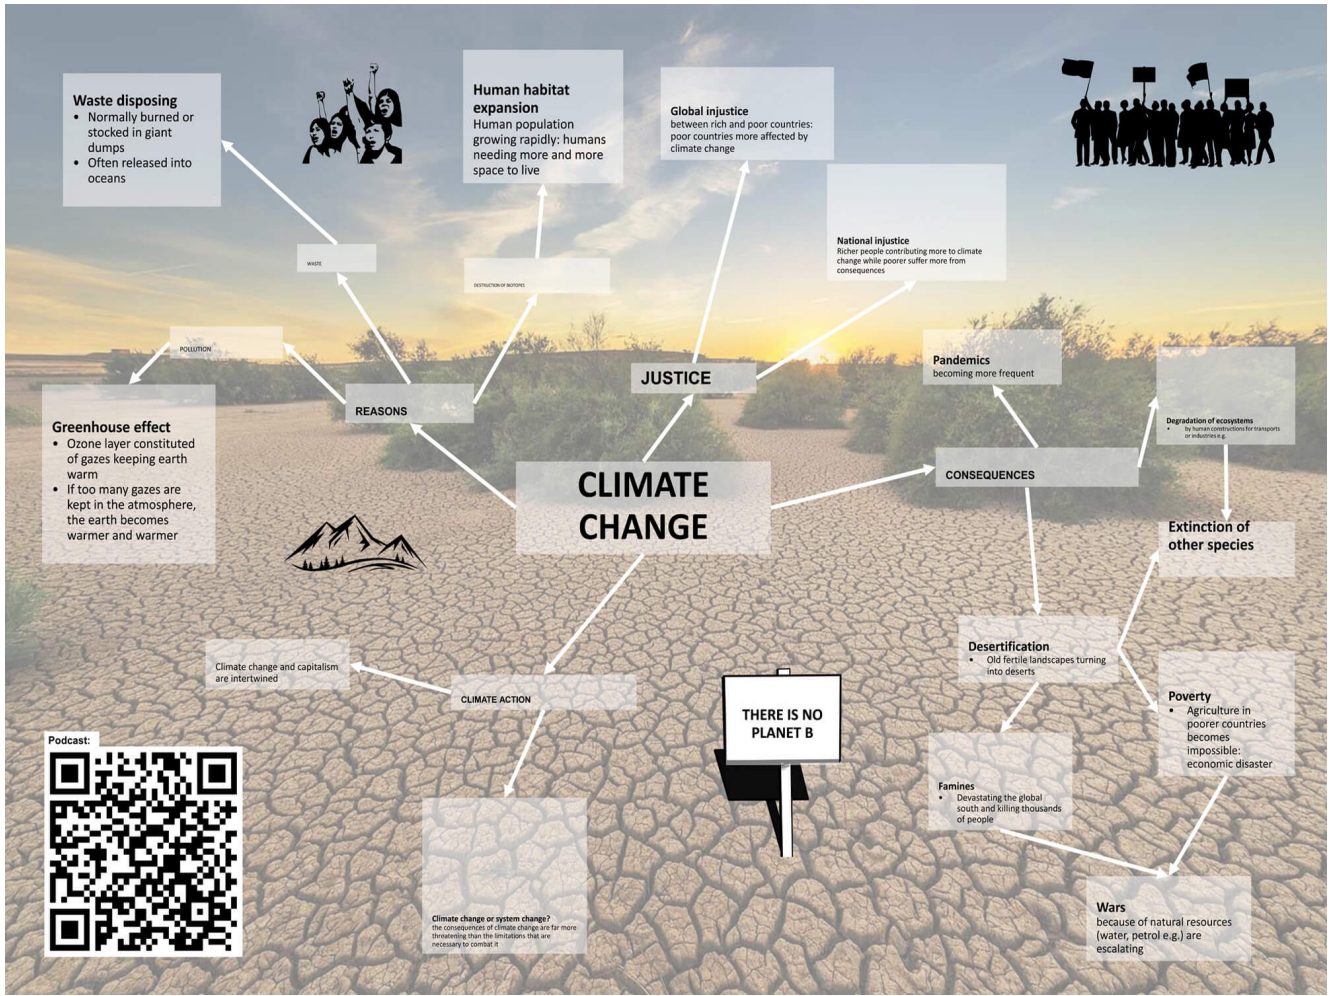 Waste disposing
• Normally burned or
stocked in giant
dumps
• Often released into
oceans
Human habitat
expansion
Human population
growing rapidly: humans
needing more and more
space to live
Global injustice
between rich and poor countries:
poor countries more affected by
climate change
National injustice
Richer people contributing more to climate
change while poorer suffer more from
consequences
WASTE
DESTRUCTION OF BIOTOPES
POLLUTION
Greenhouse effect
• Ozone layer constituted
of gazes keeping earth
warm
• If too many gazes are
kept in the atmosphere,
the earth becomes
warmer and warmer
REASONS
JUSTICE
Pandemics
becoming more frequent
Degradation of ecosystems
• by human constructions for transports
or industries e.g.
CONSEQUENCES
CLIMATE
CHANGE
Extinction of
other species
Desertification
• Old fertile landscapes turning
into deserts
Poverty
• Agriculture in
poorer countries
becomes
impossible:
economic disaster
Famines
• Devastating the global
south and killing thousands
of people
Wars
because of natural resources
(water, petrol e.g.) are
escalating
Climate change and capitalism
are intertwined
CLIMATE ACTION
THERE IS NO
PLANET B
Podcast:
Climate change or system change?
the consequences of climate change are far more
threatening than the limitations that are
necessary to combat it